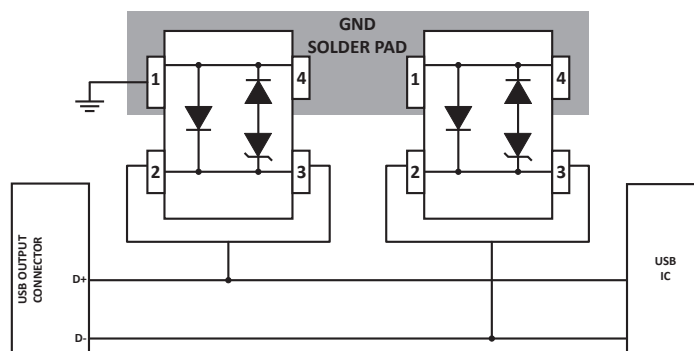 GND
SOLDER PAD
1
4
1
4
2
3
2
3
USB OUTPUT
CONNECTOR
D+
D-
USB
IC